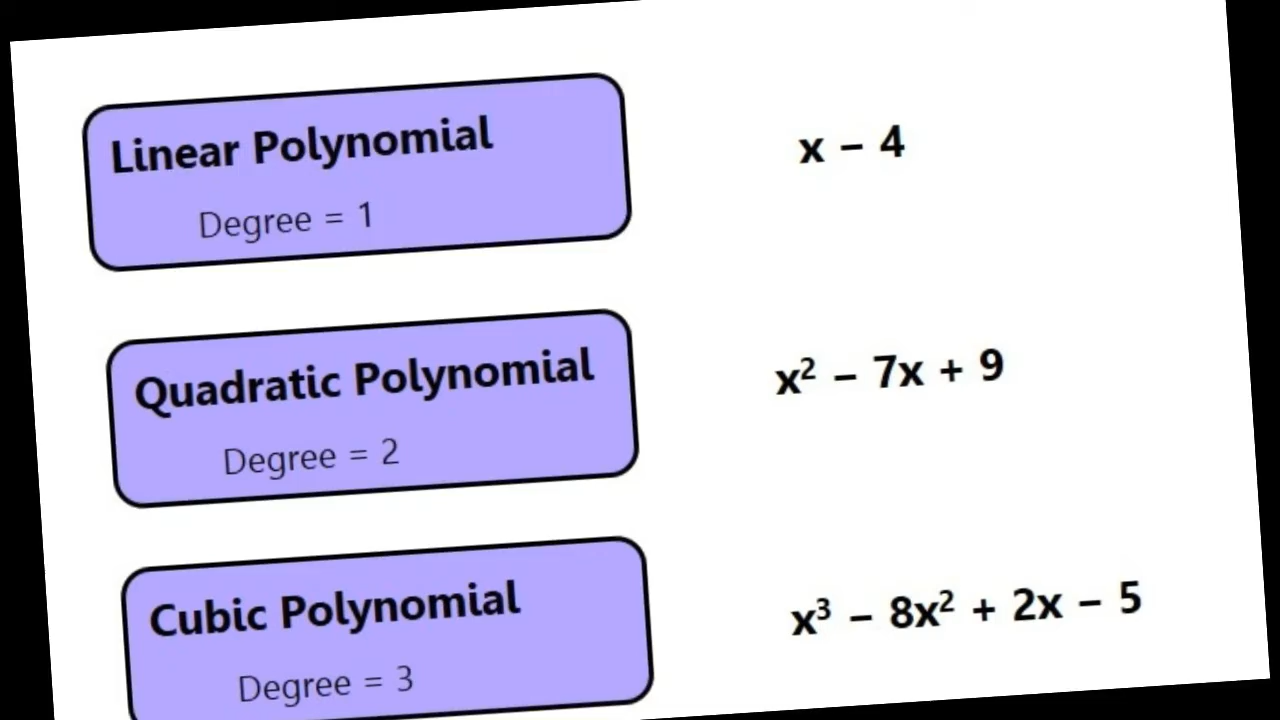 Linear Polynomial
Degree = 1
x − 4
Quadratic Polynomial
Degree = 2
x² − 7x + 9
Cubic Polynomial
Degree = 3
x³ − 8x² + 2x − 5